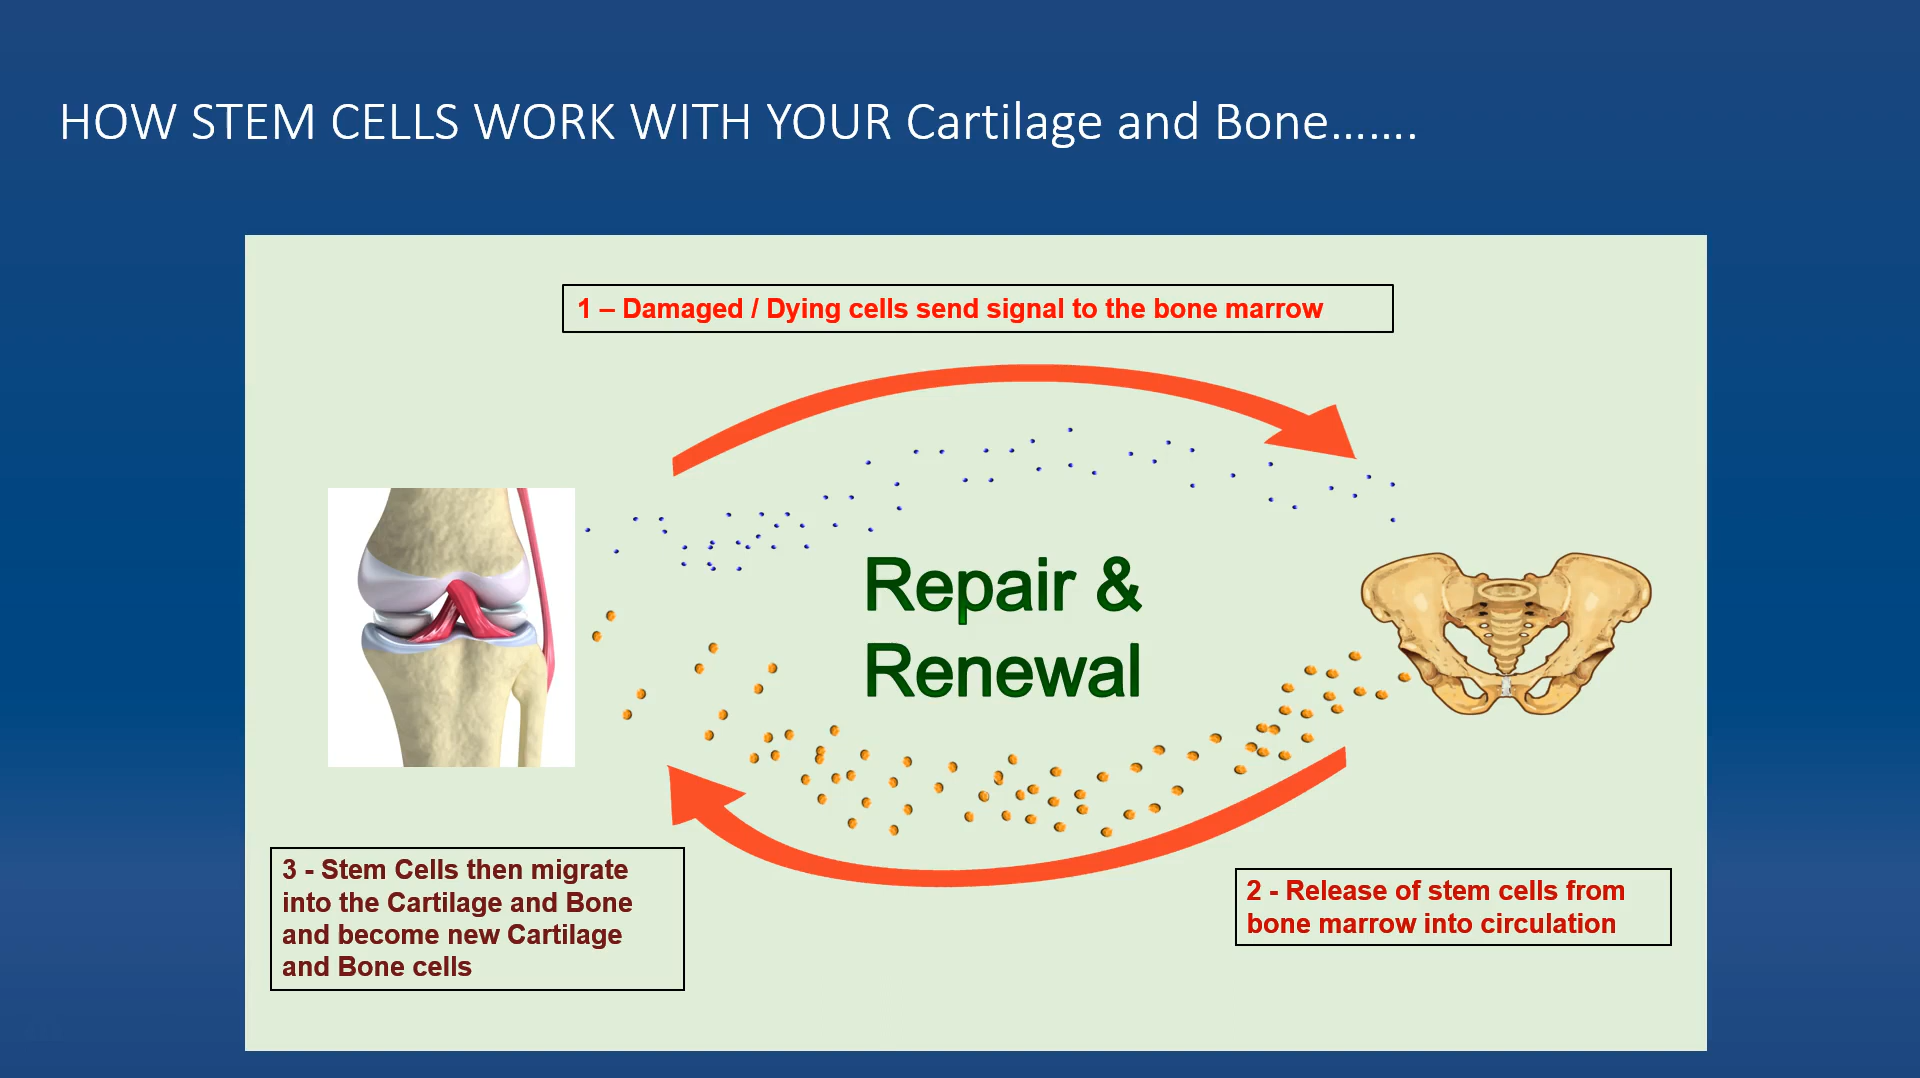 HOW STEM CELLS WORK WITH YOUR Cartilage and Bone…….
1 – Damaged / Dying cells send signal to the bone marrow
Repair &
Renewal
2 - Release of stem cells from
bone marrow into circulation
3 - Stem Cells then migrate
into the Cartilage and Bone
and become new Cartilage
and Bone cells